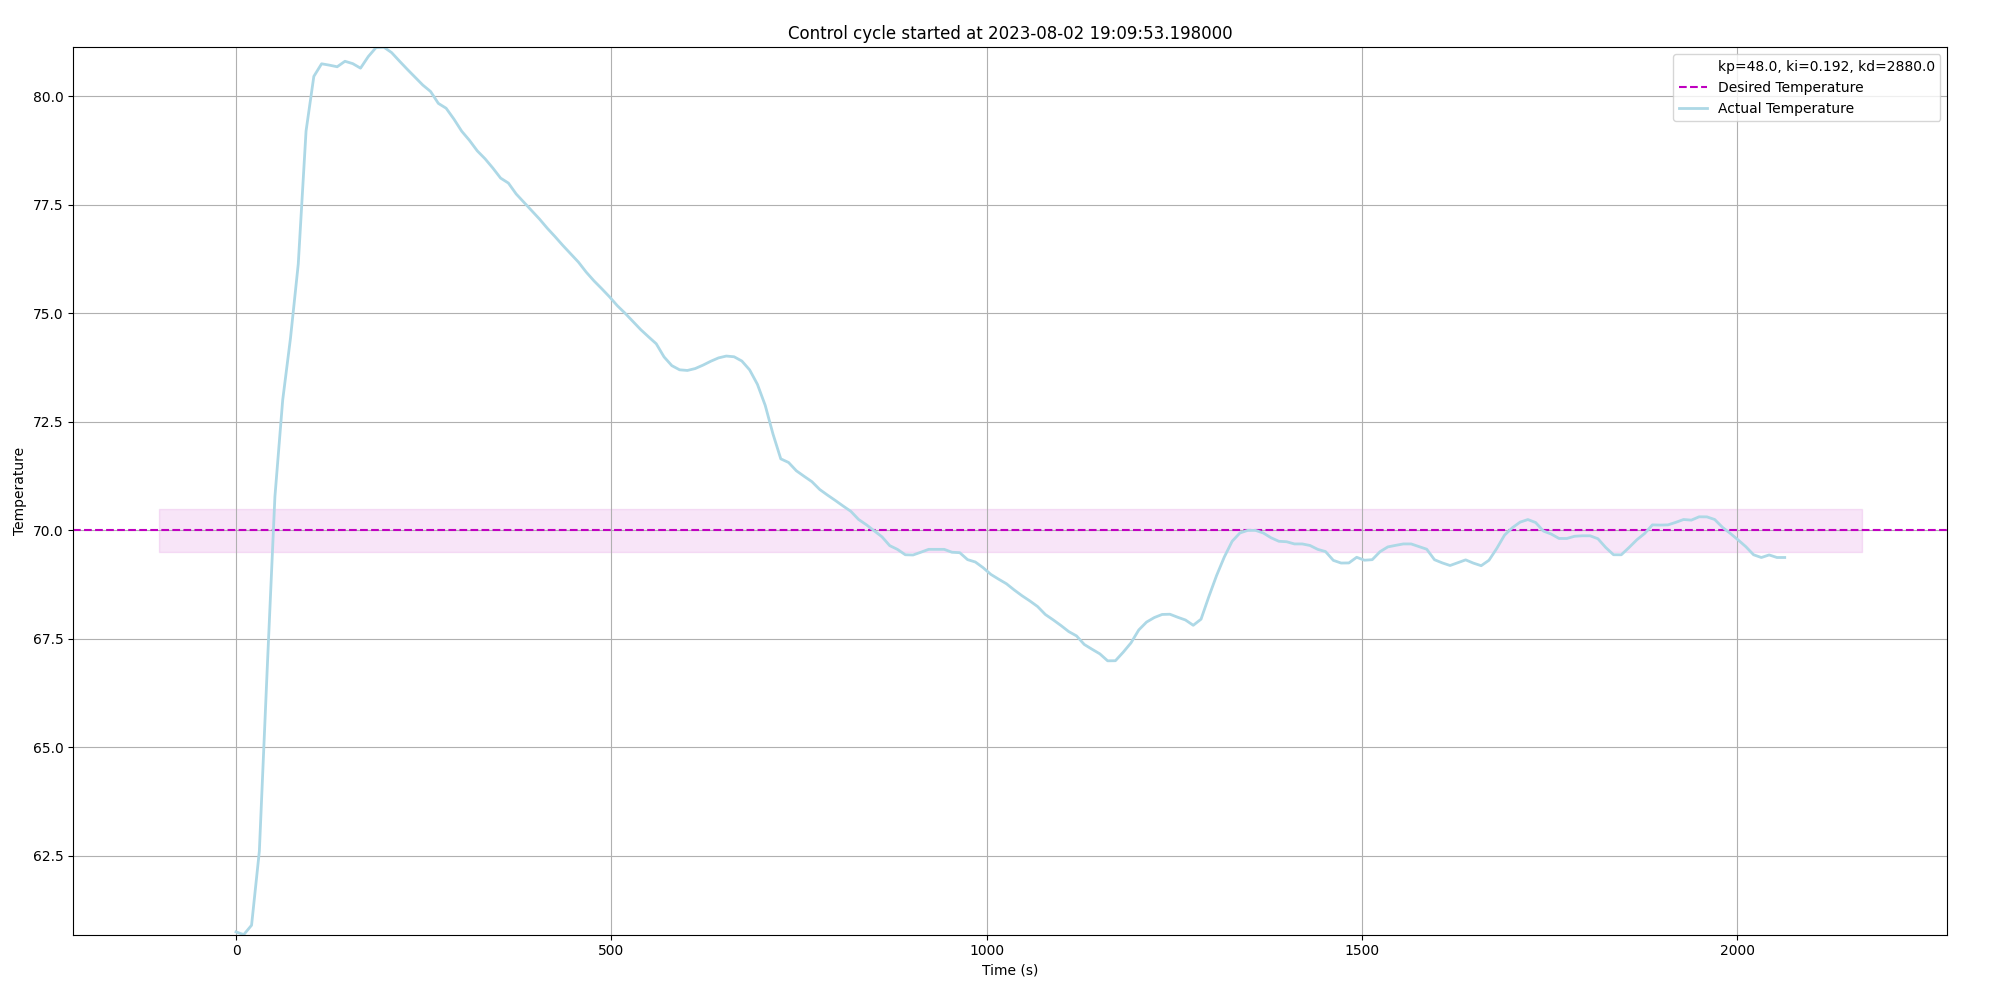 Control cycle started at 2023-08-02 19:09:53.198000
kp=48.0, ki=0.192, kd=2880.0
Desired Temperature
Actual Temperature
Temperature
80.0
77.5
75.0
72.5
70.0
67.5
65.0
62.5
0 500 1000 1500 2000
Time (s)